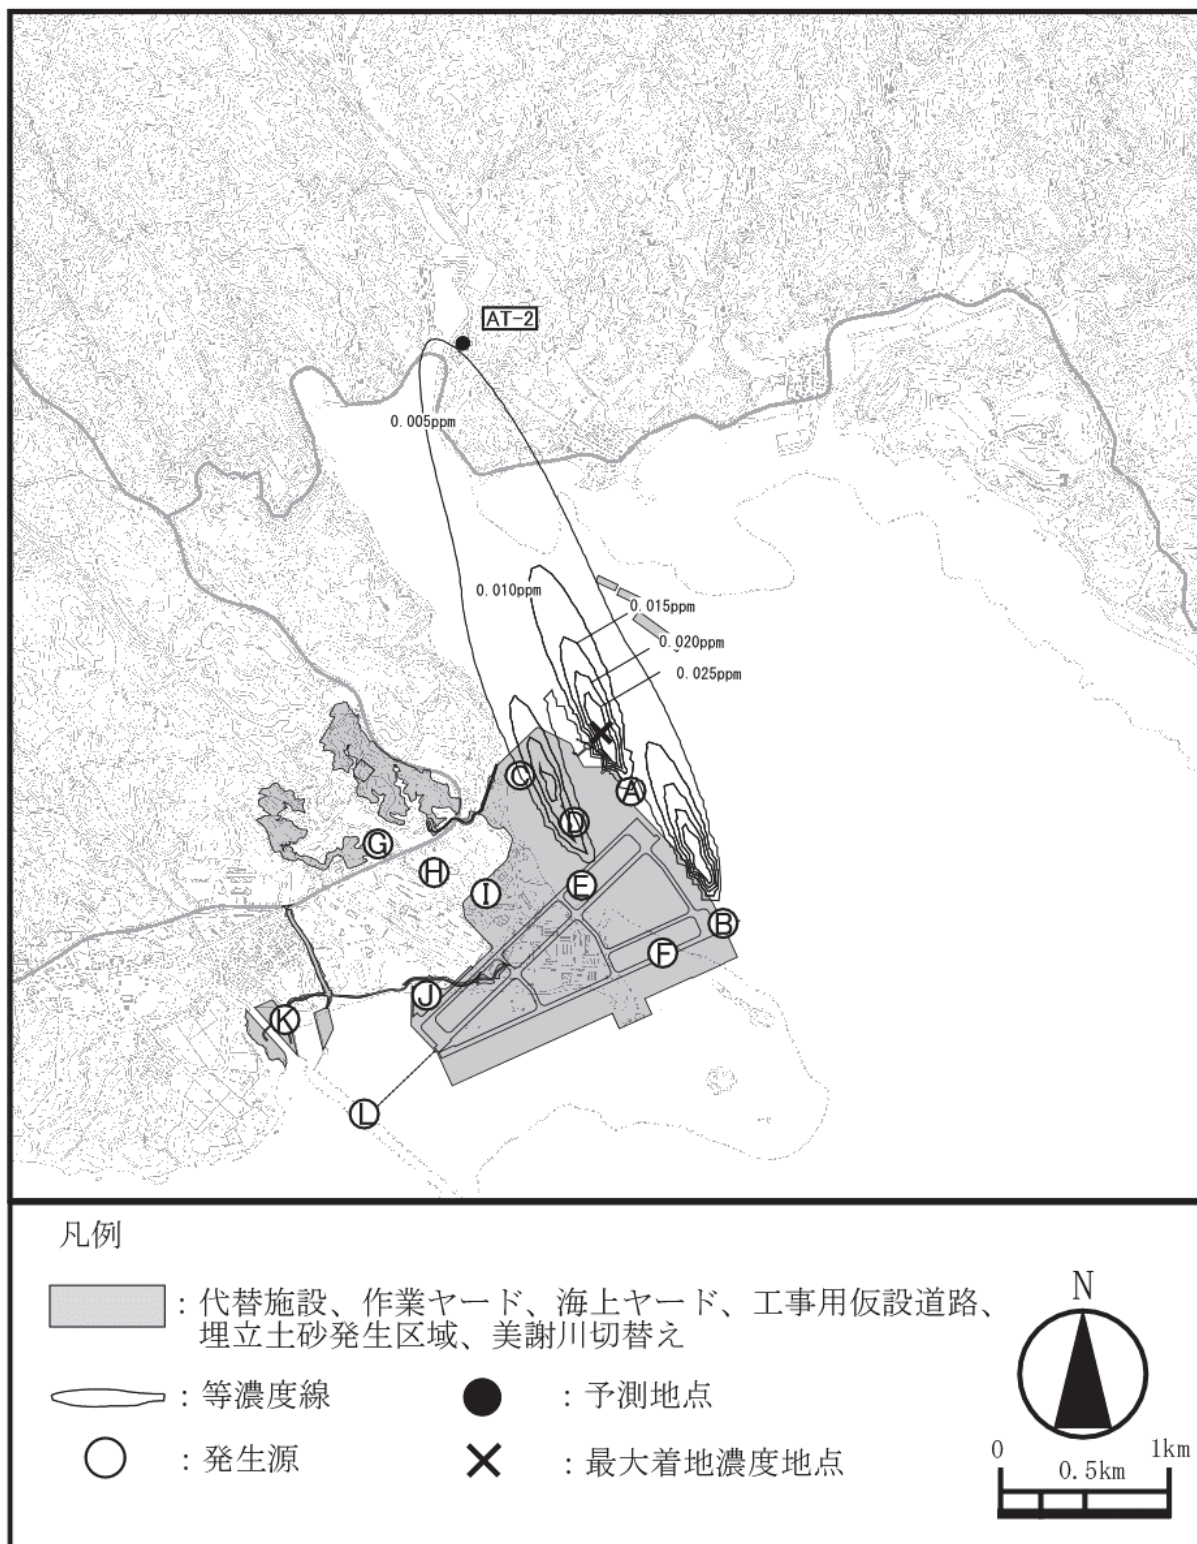 AT-2
0.005ppm
0.010ppm
0.015ppm
0.020ppm
0.025ppm
C
A
D
G
H
E
I
B
F
J
K
L
凡例
：代替施設、作業ヤード、海上ヤード、工事用仮設道路、
埋立土砂発生区域、美謝川切替え
：等濃度線
：予測地点
：発生源
：最大着地濃度地点
N
0
0.5km
1km